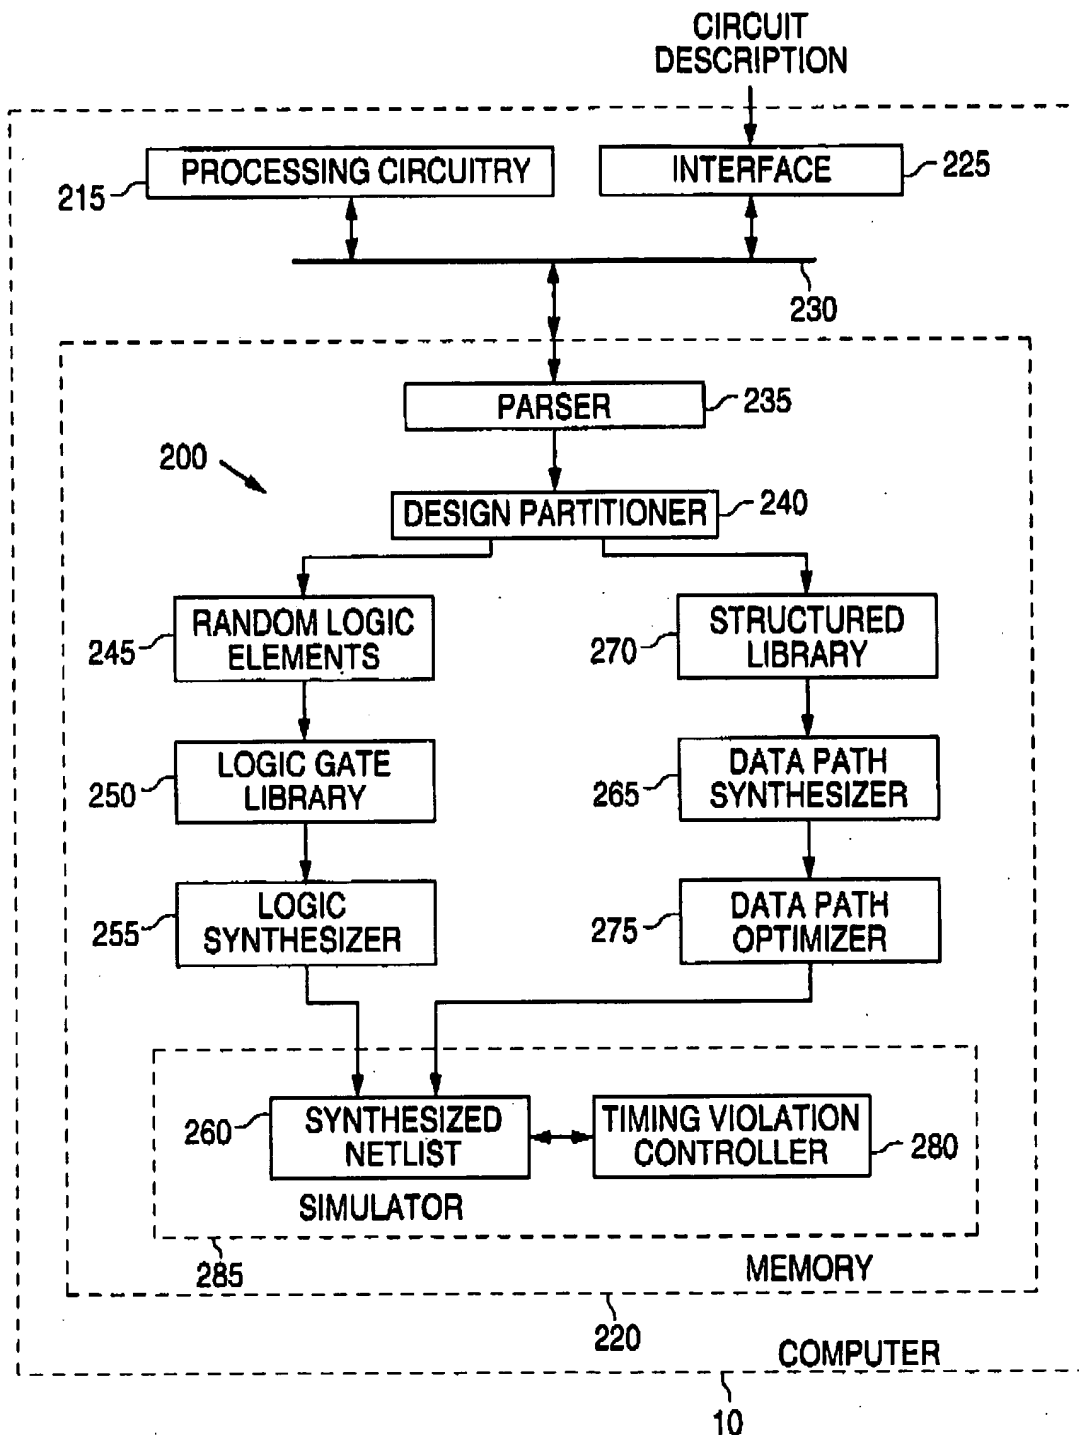 CIRCUIT
DESCRIPTION
PROCESSING CIRCUITRY
215
INTERFACE
225
230
PARSER
235
200
DESIGN PARTITIONER
240
RANDOM LOGIC
ELEMENTS
245
STRUCTURED
LIBRARY
270
LOGIC GATE
LIBRARY
250
DATA PATH
SYNTHESIZER
265
LOGIC
SYNTHESIZER
255
DATA PATH
OPTIMIZER
275
SYNTHESIZED
NETLIST
260
TIMING VIOLATION
CONTROLLER
280
SIMULATOR
285
MEMORY
220
COMPUTER
10